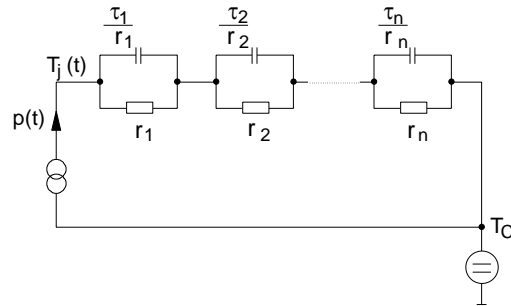 τ1/r1
τ2/r2
τn/rn
Tj(t)
r1
r2
rn
p(t)
TC